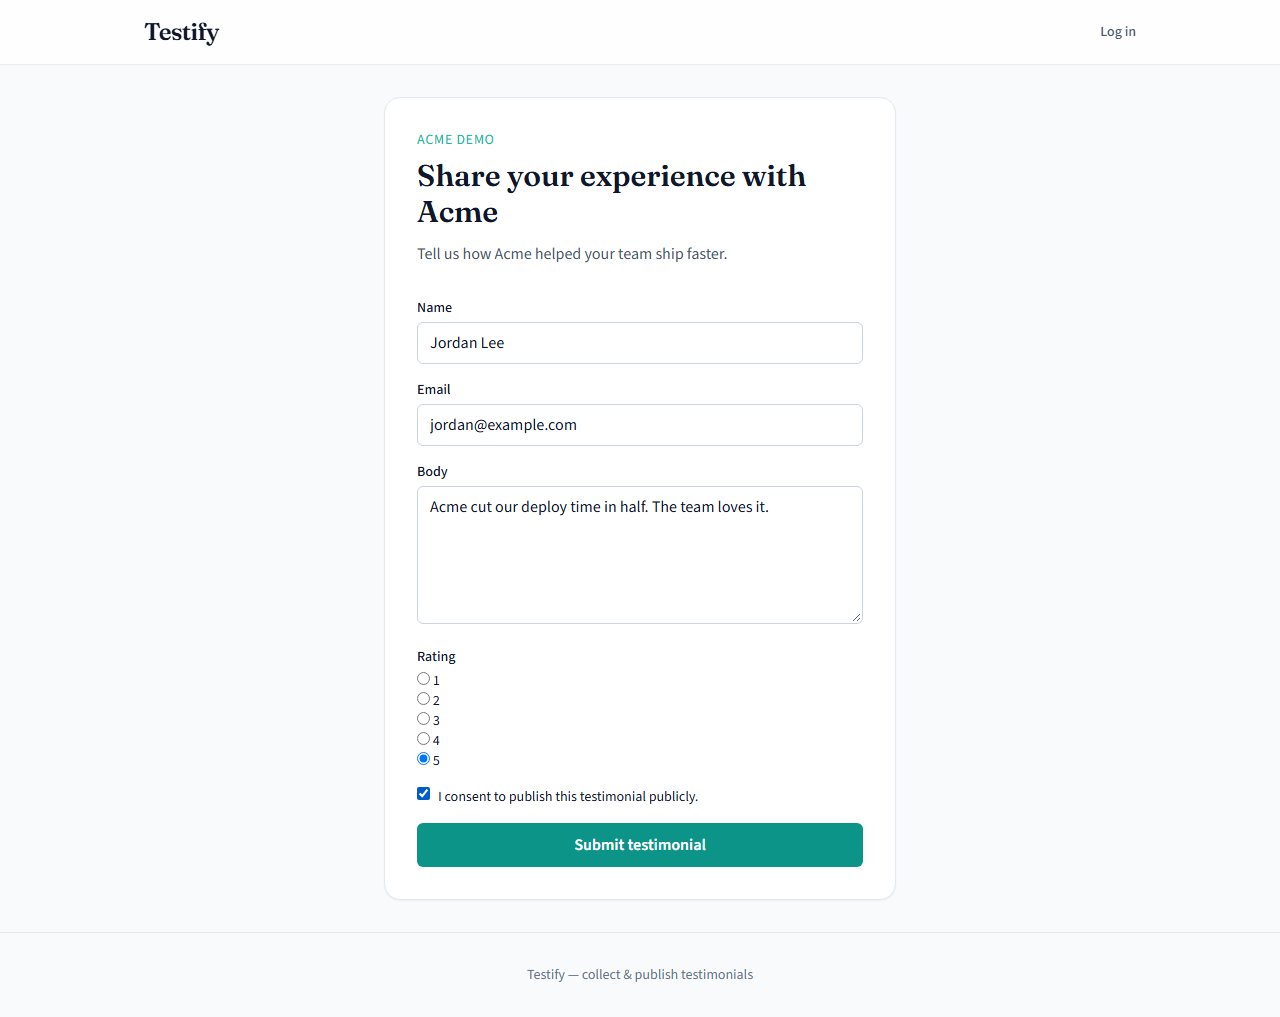 Testify
Log in
ACME DEMO
Share your experience with
Acme
Tell us how Acme helped your team ship faster.
Name
Jordan Lee
Email
jordan@example.com
Body
Acme cut our deploy time in half. The team loves it.
Rating
1
2
3
4
5
I consent to publish this testimonial publicly.
Submit testimonial
Testify — collect & publish testimonials